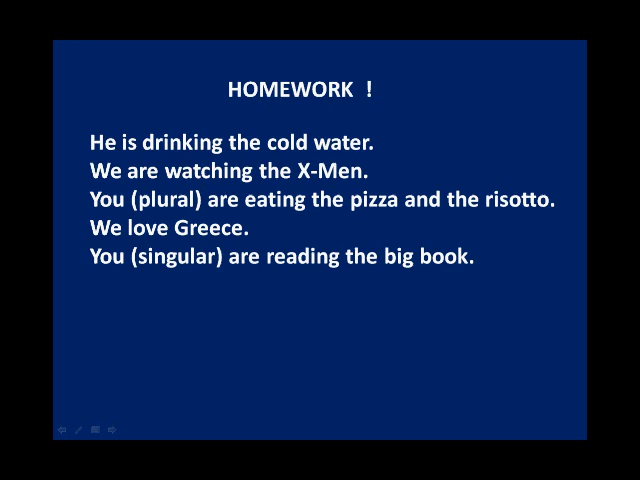 HOMEWORK !
He is drinking the cold water.
We are watching the X-Men.
You (plural) are eating the pizza and the risotto.
We love Greece.
You (singular) are reading the big book.